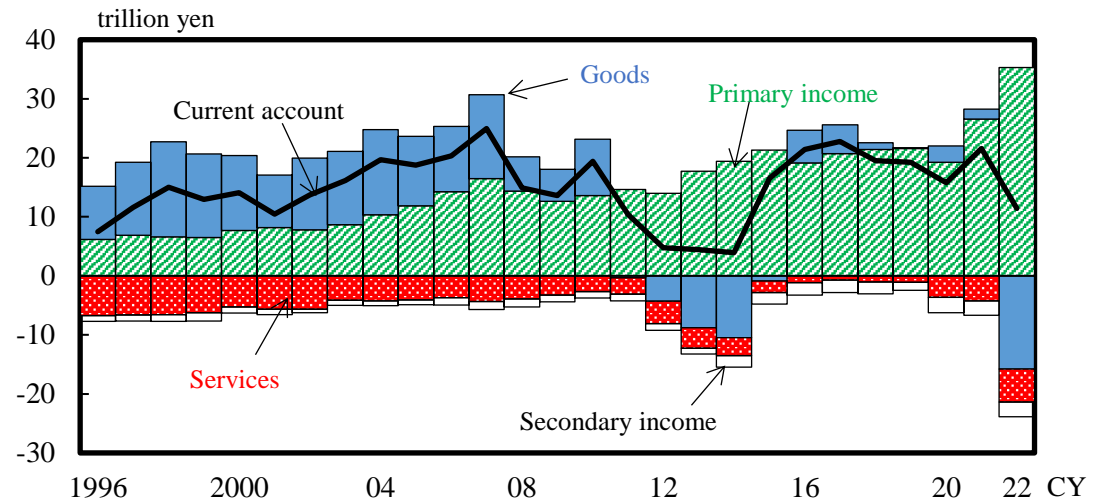 trillion yen
40
30
20
10
0
-10
-20
-30
Goods
Primary income
Current account
Services
Secondary income
1996 2000 04 08 12 16 20 22 CY